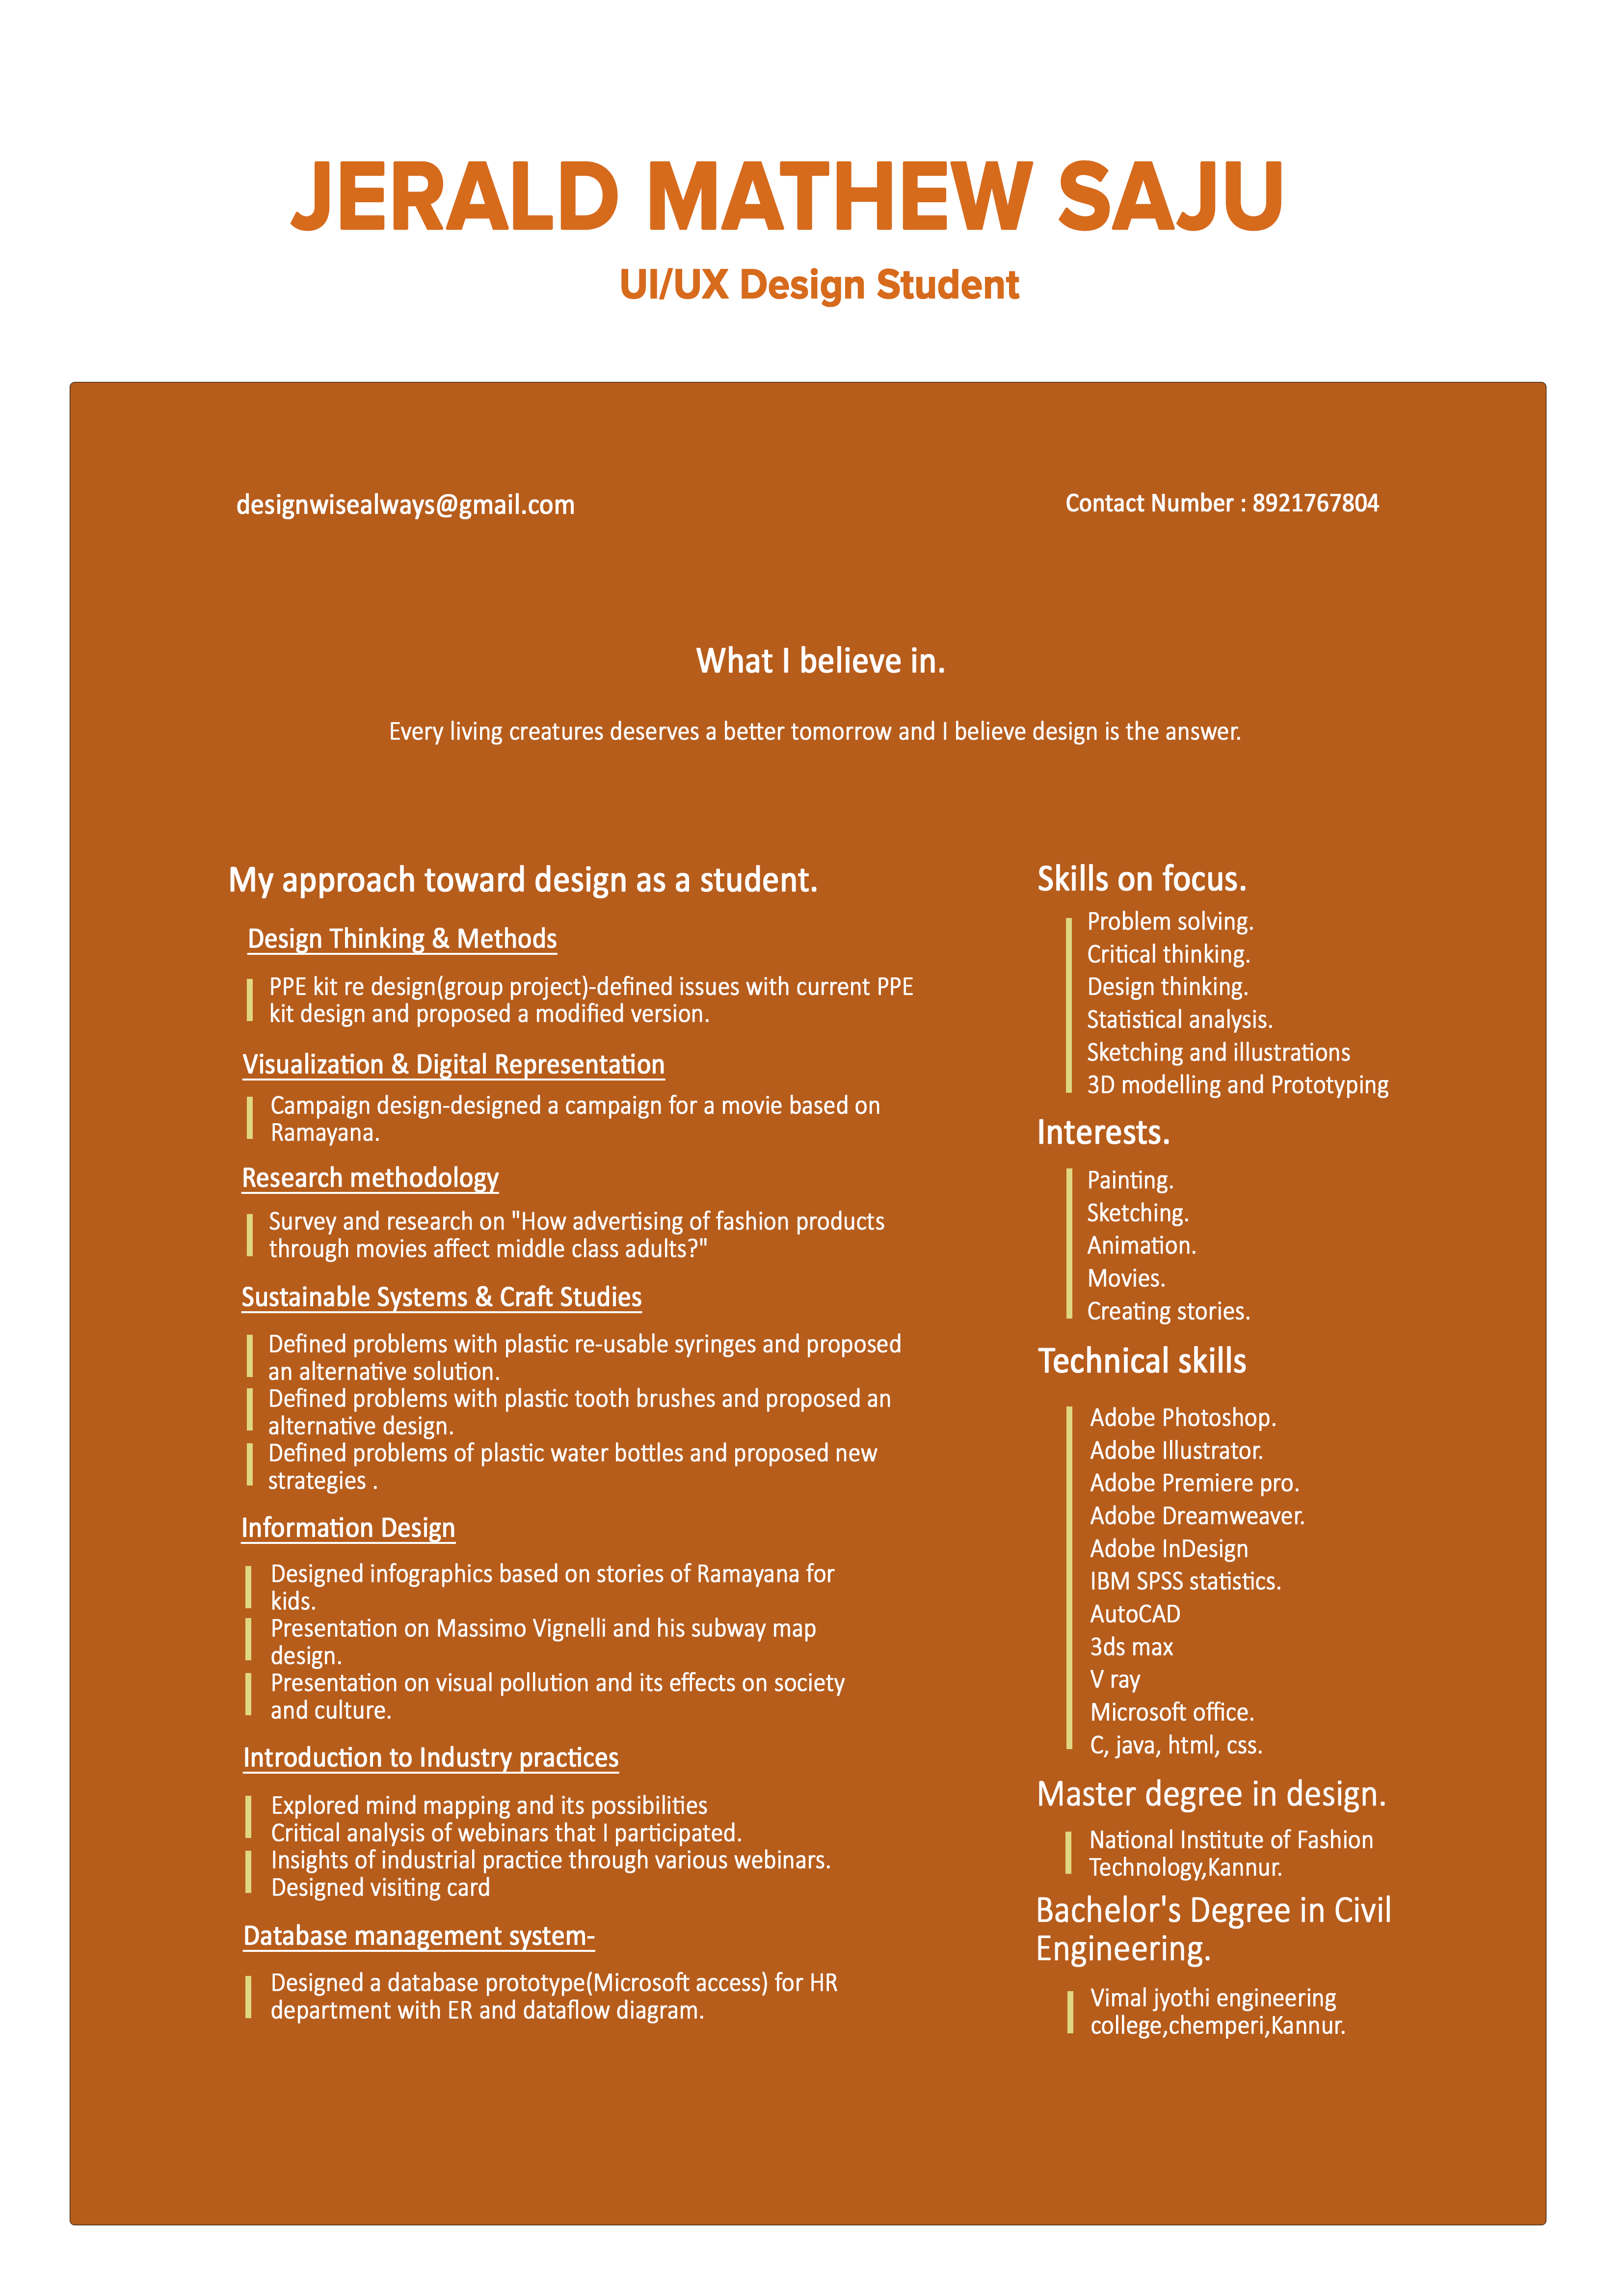 JERALD MATHEW SAJU
UI/UX Design Student
designwisealways@gmail.com
Contact Number : 8921767804
What I believe in.
Every living creatures deserves a better tomorrow and I believe design is the answer.
My approach toward design as a student.
Design Thinking & Methods
PPE kit re design(group project)-defined issues with current PPE
kit design and proposed a modified version.
Visualization & Digital Representation
Campaign design-designed a campaign for a movie based on
Ramayana.
Research methodology
Survey and research on "How advertising of fashion products
through movies affect middle class adults?"
Sustainable Systems & Craft Studies
Defined problems with plastic re-usable syringes and proposed
an alternative solution.
Defined problems with plastic tooth brushes and proposed an
alternative design.
Defined problems of plastic water bottles and proposed new
strategies .
Information Design
Designed infographics based on stories of Ramayana for
kids.
Presentation on Massimo Vignelli and his subway map
design.
Presentation on visual pollution and its effects on society
and culture.
Introduction to Industry practices
Explored mind mapping and its possibilities
Critical analysis of webinars that I participated.
Insights of industrial practice through various webinars.
Designed visiting card
Database management system-
Designed a database prototype(Microsoft access) for HR
department with ER and dataflow diagram.
Skills on focus.
Problem solving.
Critical thinking.
Design thinking.
Statistical analysis.
Sketching and illustrations
3D modelling and Prototyping
Interests.
Painting.
Sketching.
Animation.
Movies.
Creating stories.
Technical skills
Adobe Photoshop.
Adobe Illustrator.
Adobe Premiere pro.
Adobe Dreamweaver.
Adobe InDesign
IBM SPSS statistics.
AutoCAD
3ds max
V ray
Microsoft office.
C, java, html, css.
Master degree in design.
National Institute of Fashion
Technology,Kannur.
Bachelor's Degree in Civil
Engineering.
Vimal jyothi engineering
college,chemperi,Kannur.